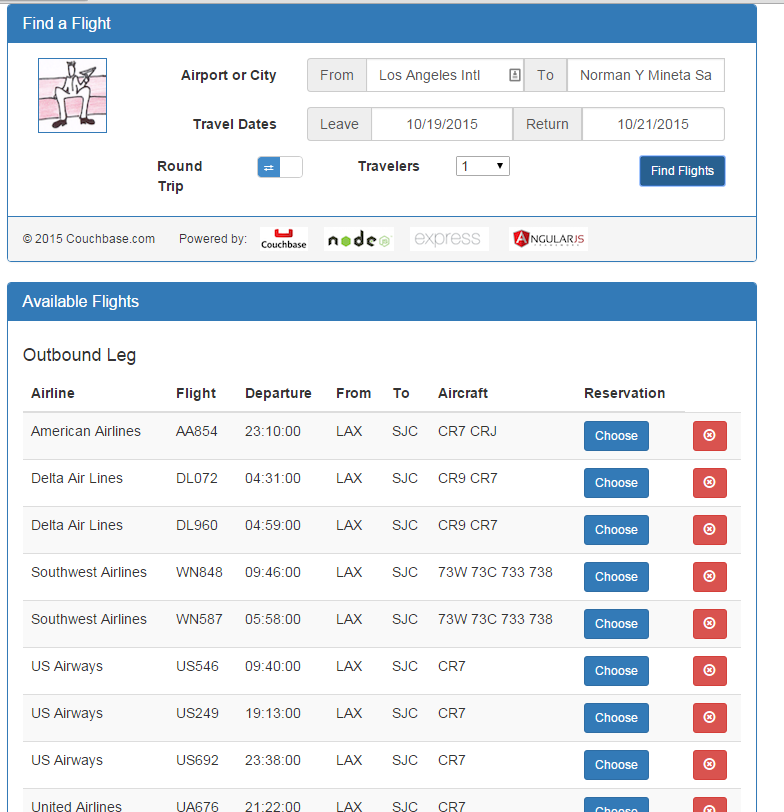 Find a Flight
Airport or City From Los Angeles Intl To Norman Y Mineta Sa
Travel Dates Leave 10/19/2015 Return 10/21/2015
Round Trip Travelers 1 Find Flights
© 2015 Couchbase.com Powered by: Couchbase node express ANGULARJS
Available Flights
Outbound Leg
Airline Flight Departure From To Aircraft Reservation
American Airlines AA854 23:10:00 LAX SJC CR7 CRJ Choose
Delta Air Lines DL072 04:31:00 LAX SJC CR9 CR7 Choose
Delta Air Lines DL960 04:59:00 LAX SJC CR9 CR7 Choose
Southwest Airlines WN848 09:46:00 LAX SJC 73W 73C 733 738 Choose
Southwest Airlines WN587 05:58:00 LAX SJC 73W 73C 733 738 Choose
US Airways US546 09:40:00 LAX SJC CR7 Choose
US Airways US249 19:13:00 LAX SJC CR7 Choose
US Airways US692 23:38:00 LAX SJC CR7 Choose
United Airlines UA676 21:22:00 LAX SJC CR7 Choose